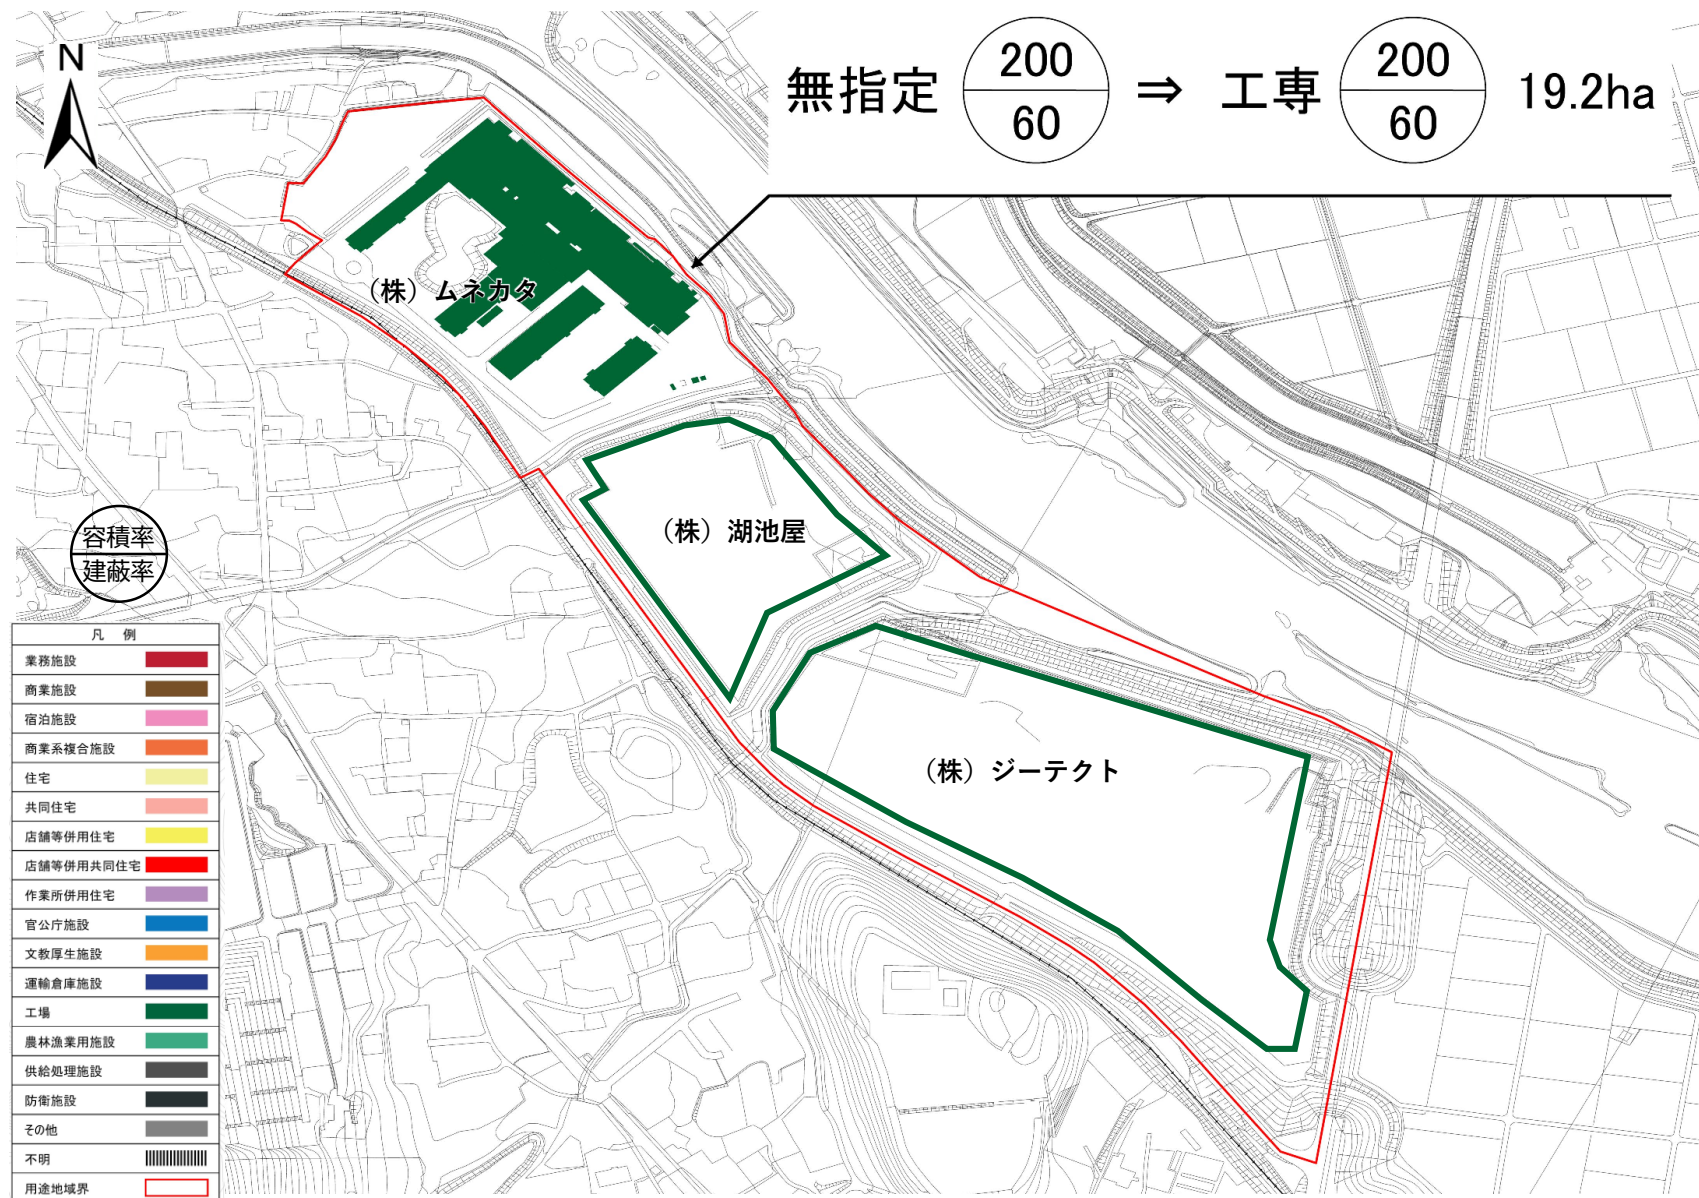 N
無指定 200 60 ⇒ 工専 200 60 19.2ha
(株)ムネカタ
(株)湖池屋
(株)ジーテクト
容積率
建蔽率
凡 例
業務施設
商業施設
宿泊施設
商業系複合施設
住宅
共同住宅
店舗等併用住宅
店舗等併用共同住宅
作業所併用住宅
官公庁施設
文教厚生施設
運輸倉庫施設
工場
農林漁業用施設
供給処理施設
防衛施設
その他
不明
用途地域界